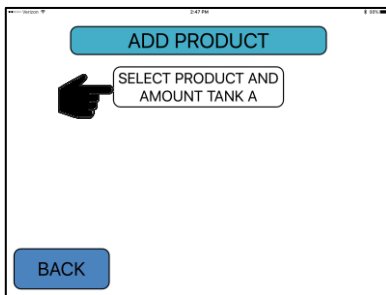 Verizon 2:47 PM
ADD PRODUCT
SELECT PRODUCT AND
AMOUNT TANK A
BACK